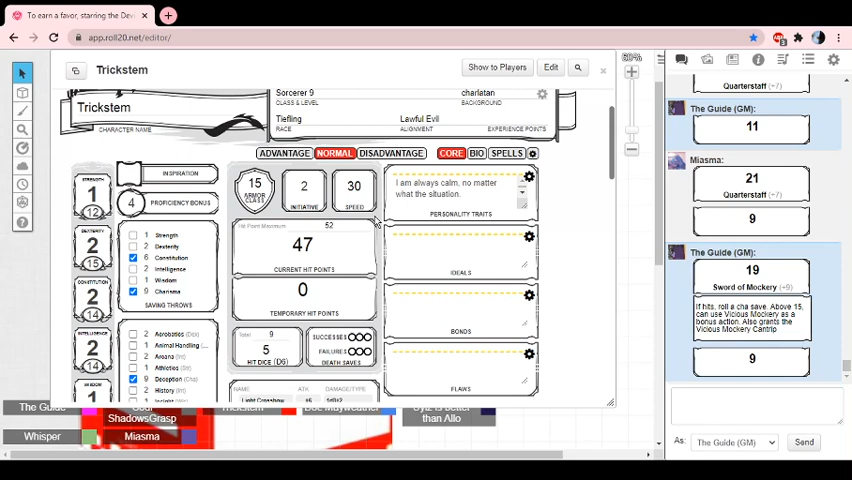 To earn a favor, starring the Dev
app.roll20.net/editor/
Trickstem
Show to Players
Edit
60%
Sorcerer 9
CLASS & LEVEL
charlatan
BACKGROUND
Trickstem
CHARACTER NAME
Tiefling
RACE
Lawful Evil
ALIGNMENT
EXPERIENCE POINTS
ADVANTAGE
NORMAL
DISADVANTAGE
CORE
BIO
SPELLS
STRENGTH
1
12
DEXTERITY
2
15
CONSTITUTION
2
14
INTELLIGENCE
2
14
WISDOM
INSPIRATION
4
PROFICIENCY BONUS
1 Strength
2 Dexterity
6 Constitution
2 Intelligence
1 Wisdom
9 Charisma
SAVING THROWS
2 Acrobatics (Dex)
1 Animal Handling (...
2 Arcana (Int)
1 Athletics (Str)
9 Deception (Cha)
2 History (Int)
15
ARMOR
CLASS
2
INITIATIVE
30
SPEED
Hit Point Maximum 52
47
CURRENT HIT POINTS
0
TEMPORARY HIT POINTS
Total 9
5
HIT DICE (D6)
SUCCESSES
FAILURES
DEATH SAVES
NAME ATK DAMAGE/TYPE
Light Crossbow
I am always calm, no matter
what the situation.
PERSONALITY TRAITS
IDEALS
BONDS
FLAWS
The Guide
ShadowsGrasp
Trickstem
Doc Mayweather
Sylz is better
than Allo
Whisper
Miasma
Quarterstaff (+7)
The Guide (GM):
11
Miasma:
21
Quarterstaff (+7)
9
The Guide (GM):
19
Sword of Mockery (+9)
If hits, roll a cha save. Above 15,
can use Vicious Mockery as a
bonus action. Also grants the
Vicious Mockery Cantrip
9
As:
The Guide (GM)
Send